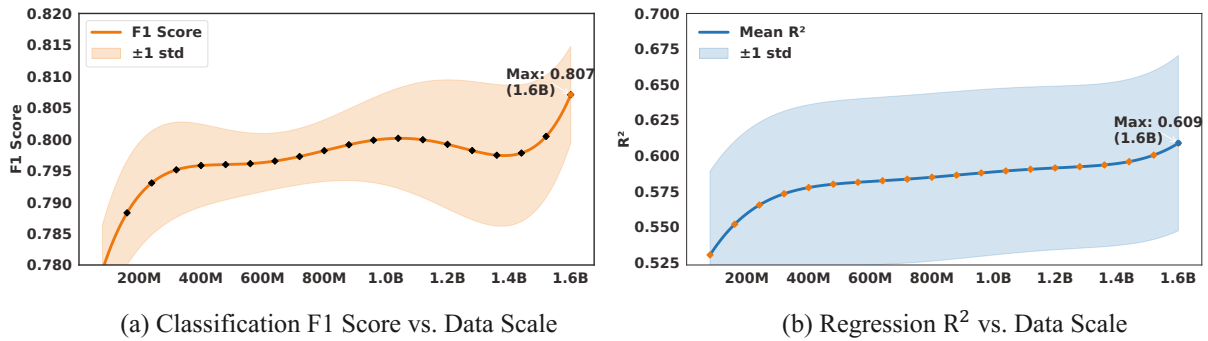 0.820
0.815
0.810
0.805
0.800
0.795
0.790
0.785
0.780
F1 Score
F1 Score
±1 std
Max: 0.807
(1.6B)
200M 400M 600M 800M 1.0B 1.2B 1.4B 1.6B
(a) Classification F1 Score vs. Data Scale
0.700
0.675
0.650
0.625
0.600
0.575
0.550
0.525
R²
Mean R²
±1 std
Max: 0.609
(1.6B)
200M 400M 600M 800M 1.0B 1.2B 1.4B 1.6B
(b) Regression R² vs. Data Scale